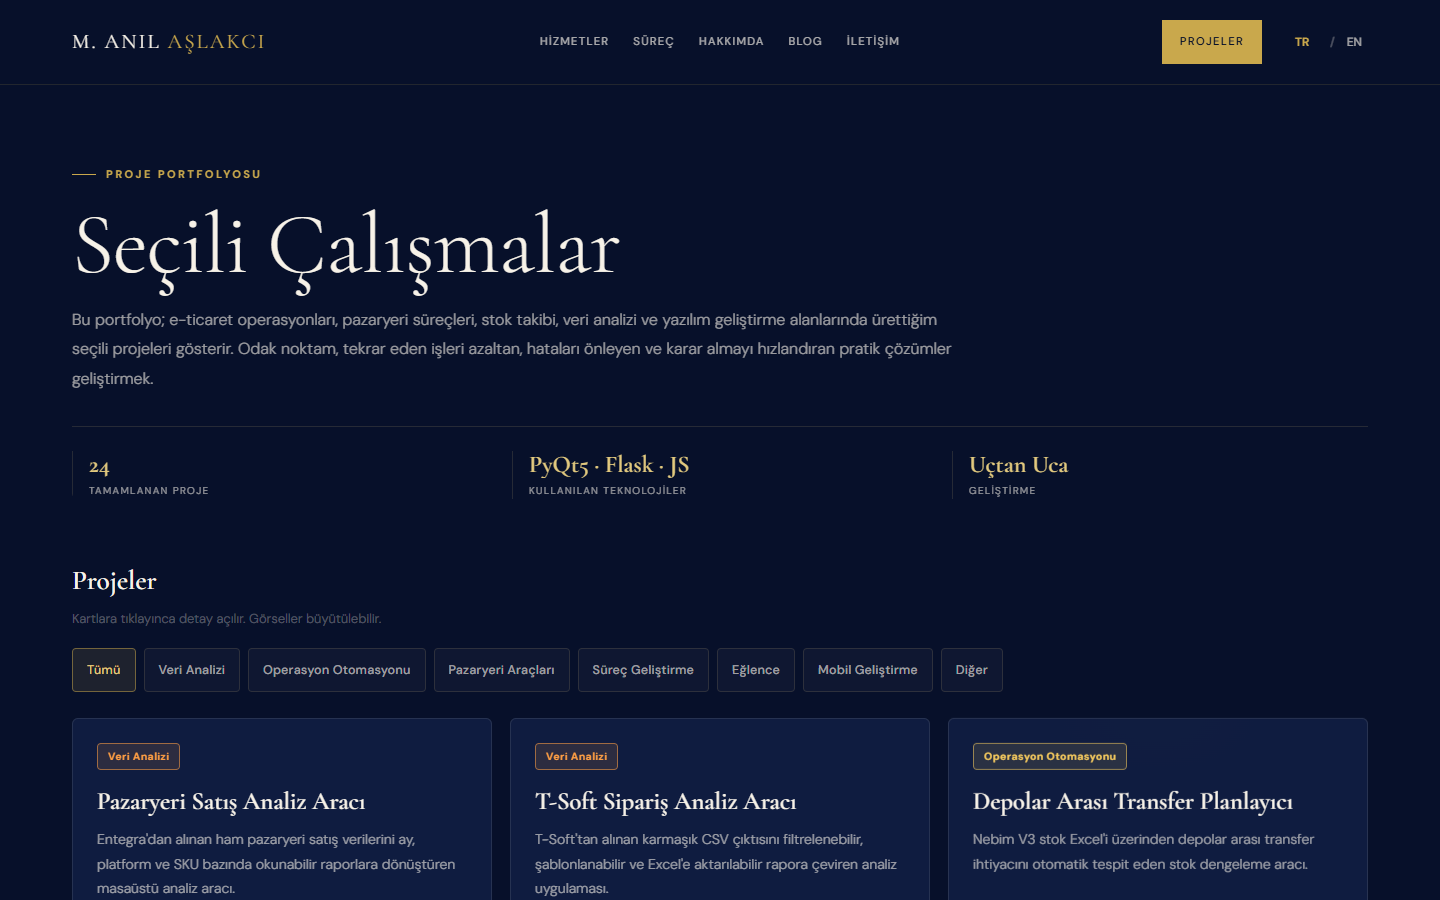 M. ANIL AŞLAKCI
HİZMETLER SÜREÇ HAKKIMDA BLOG İLETİŞİM
PROJELER
TR / EN
PROJE PORTFOLYOSU
Seçili Çalışmalar
Bu portfolyo; e-ticaret operasyonları, pazaryeri süreçleri, stok takibi, veri analizi ve yazılım geliştirme alanlarında ürettiğim
seçili projeleri gösterir. Odak noktam, tekrar eden işleri azaltan, hataları önleyen ve karar almayı hızlandıran pratik çözümler
geliştirmek.
24
TAMAMLANAN PROJE
PyQt5 · Flask · JS
KULLANILAN TEKNOLOJİLER
Uçtan Uca
GELİŞTİRME
Projeler
Kartlara tıklayınca detay açılır. Görseller büyütülebilir.
Tümü Veri Analizi Operasyon Otomasyonu Pazaryeri Araçları Süreç Geliştirme Eğlence Mobil Geliştirme Diğer
Veri Analizi
Pazaryeri Satış Analiz Aracı
Entegra'dan alınan ham pazaryeri satış verilerini ay,
platform ve SKU bazında okunabilir raporlara dönüştüren
masaüstü analiz aracı.
Veri Analizi
T-Soft Sipariş Analiz Aracı
T-Soft'tan alınan karmaşık CSV çıktısını filtrelenebilir,
şablonlanabilir ve Excel'e aktarılabilir rapora çeviren analiz
uygulaması.
Operasyon Otomasyonu
Depolar Arası Transfer Planlayıcı
Nebim V3 stok Excel'i üzerinden depolar arası transfer
ihtiyacını otomatik tespit eden stok dengeleme aracı.